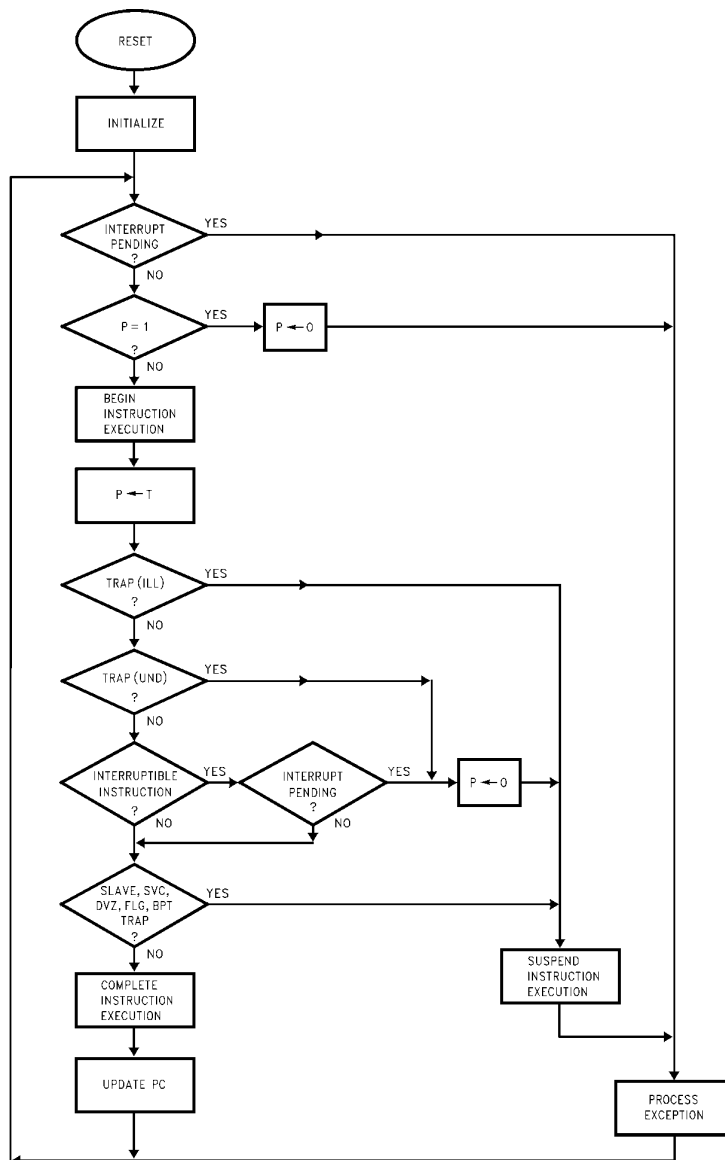 RESET
INITIALIZE
INTERRUPT
PENDING
?
YES
NO
P = 1
?
YES
P ← 0
NO
BEGIN
INSTRUCTION
EXECUTION
P ← T
TRAP (ILL)
?
YES
NO
TRAP (UND)
?
YES
NO
INTERRUPTIBLE
INSTRUCTION
?
YES
NO
INTERRUPT
PENDING
?
YES
NO
P ← 0
SLAVE, SVC,
DVZ, FLG, BPT
TRAP
?
YES
NO
SUSPEND
INSTRUCTION
EXECUTION
COMPLETE
INSTRUCTION
EXECUTION
UPDATE PC
PROCESS
EXCEPTION